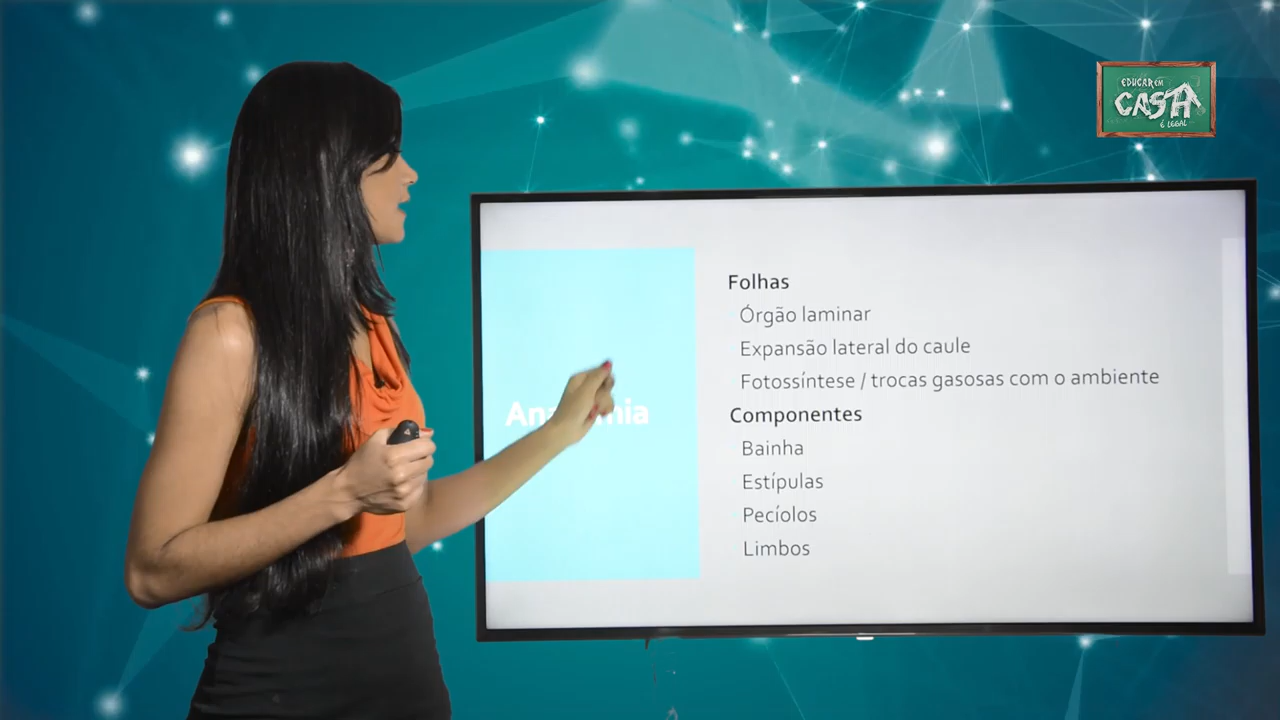 EDUCAR EM
CASA
É LEGAL
Folhas
Órgão laminar
Expansão lateral do caule
Fotossíntese / trocas gasosas com o ambiente
Anatomia
Componentes
Bainha
Estípulas
Pecíolos
Limbos